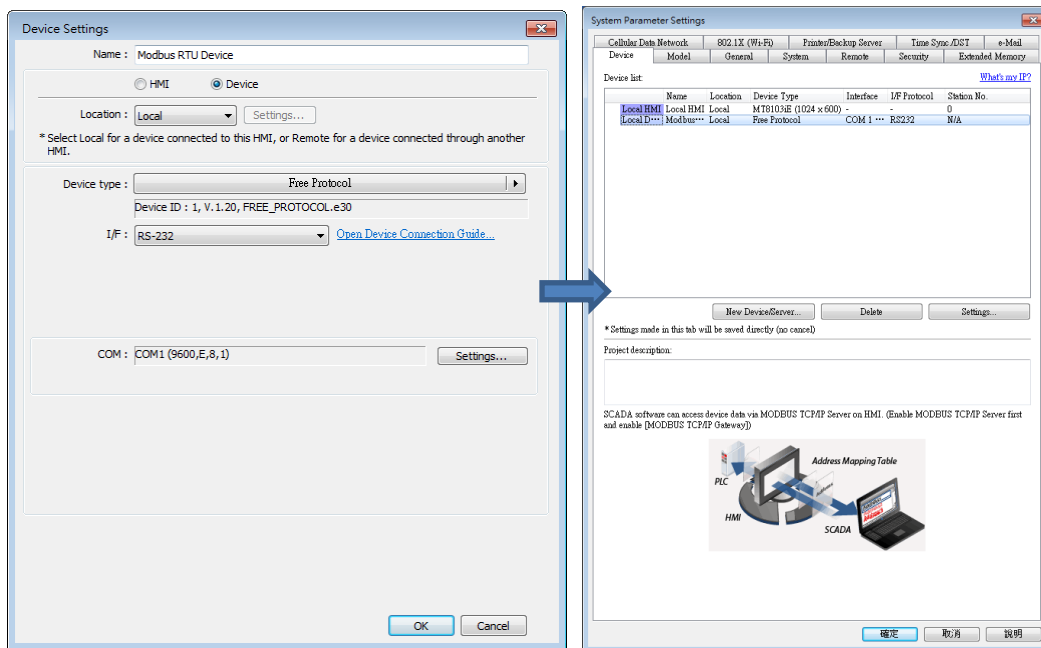 Device Settings
Name : Modbus RTU Device
HMI Device
Location : Local Settings...
* Select Local for a device connected to this HMI, or Remote for a device connected through another
HMI.
Device type : Free Protocol
Device ID : 1, V.1.20, FREE_PROTOCOL.e30
I/F : RS-232 Open Device Connection Guide...
COM : COM1 (9600,E,8,1) Settings...
OK Cancel
System Parameter Settings
Cellular Data Network 802.1X (Wi-Fi) Printer/Backup Server Time Sync./DST e-Mail
Device Model General System Remote Security Extended Memory
Device list: What's my IP?
Name Location Device Type Interface I/F Protocol Station No.
Local HMI Local HMI Local MT8103iE (1024 x 600) - - 0
Local D··· Modbus··· Local Free Protocol COM 1 ··· RS232 N/A
New Device/Server... Delete Settings...
* Settings made in this tab will be saved directly (no cancel)
Project description:
SCADA software can access device data via MODBUS TCP/IP Server on HMI. (Enable MODBUS TCP/IP Server first
and enable [MODBUS TCP/IP Gateway])
Address Mapping Table
PLC
HMI
SCADA
確定 取消 說明